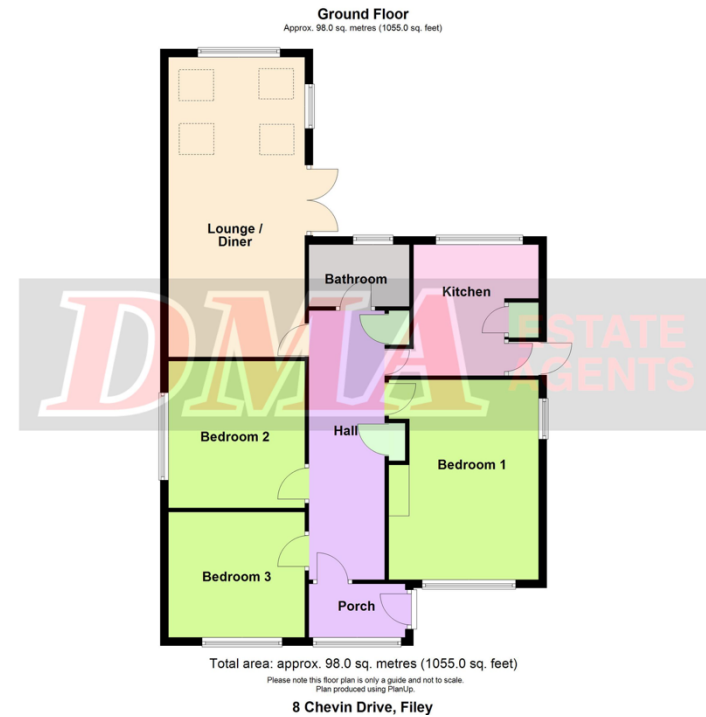 Ground Floor
Approx. 98.0 sq. metres (1055.0 sq. feet)
Lounge /
Diner
Bathroom
Kitchen
DMA
ESTATE
AGENTS
Bedroom 2
Hall
Bedroom 1
Bedroom 3
Porch
Total area: approx. 98.0 sq. metres (1055.0 sq. feet)
Please note this floor plan is only a guide and not to scale.
Plan produced using PlanUp.
8 Chevin Drive, Filey